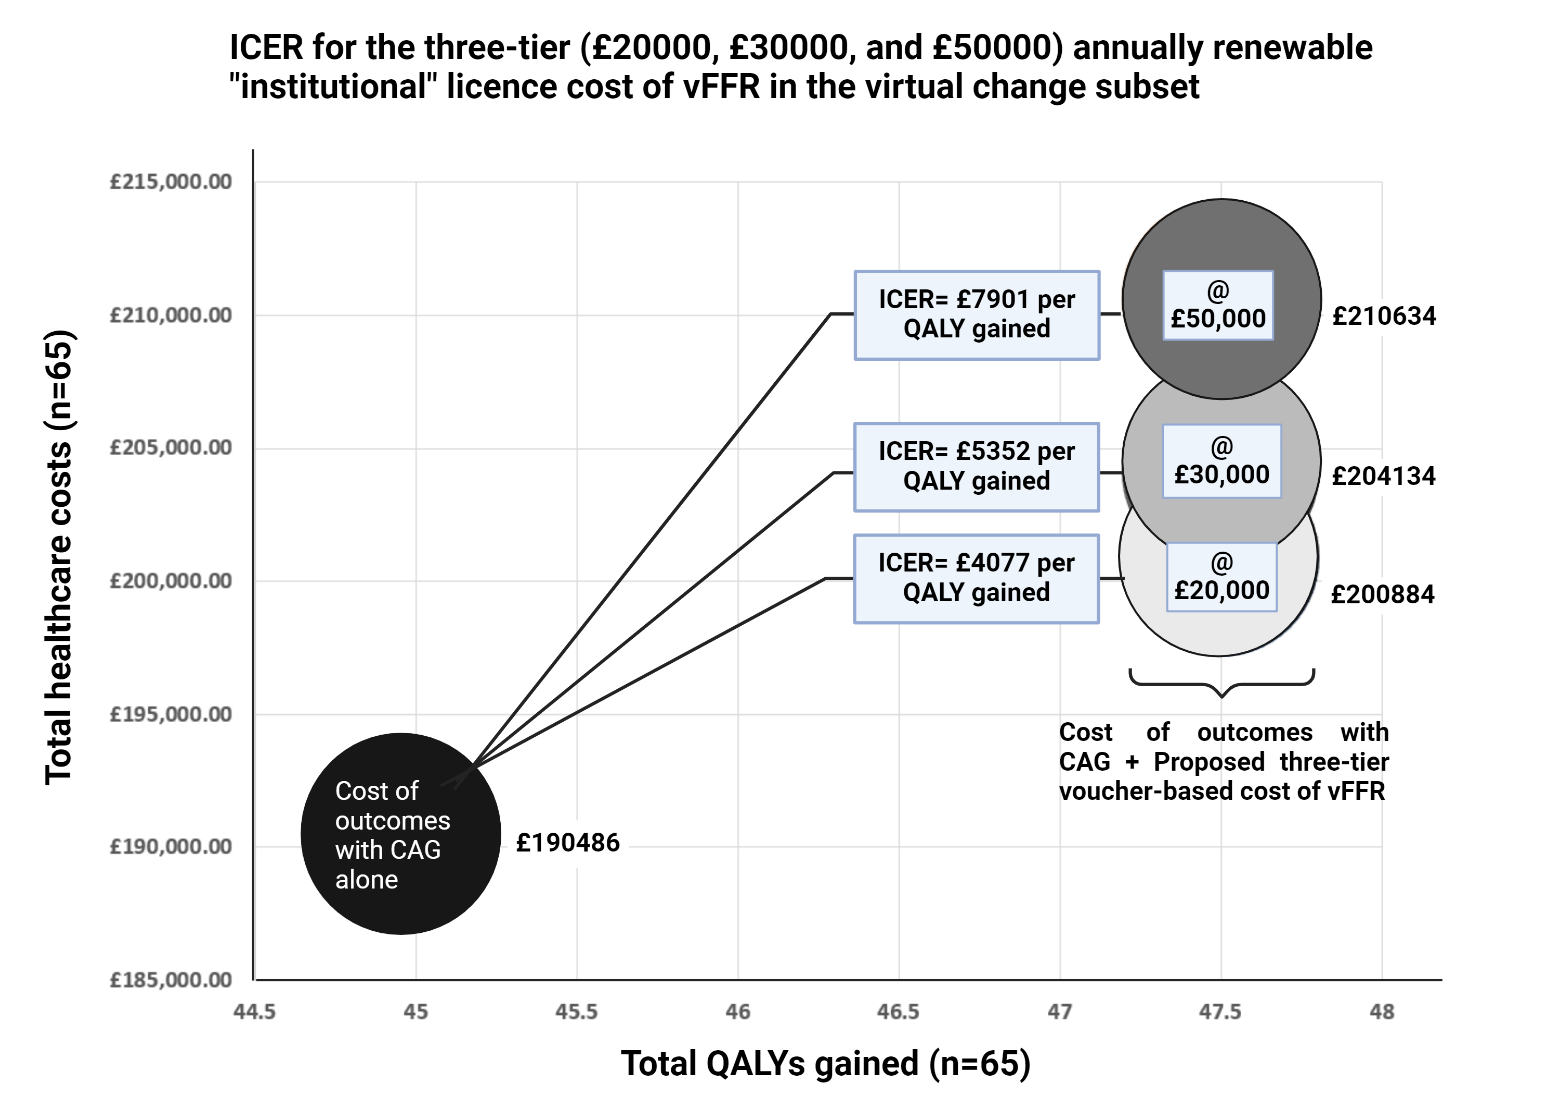 ICER for the three-tier (£20000, £30000, and £50000) annually renewable
"institutional" licence cost of vFFR in the virtual change subset
Total healthcare costs (n=65)
£215,000.00
£210,000.00
£205,000.00
£200,000.00
£195,000.00
£190,000.00
£185,000.00
ICER= £7901 per
QALY gained
@
£50,000
£210634
ICER= £5352 per
QALY gained
@
£30,000
£204134
ICER= £4077 per
QALY gained
@
£20,000
£200884
Cost of outcomes with
CAG + Proposed three-tier
voucher-based cost of vFFR
Cost of
outcomes
with CAG
alone
£190486
44.5
45
45.5
46
46.5
47
47.5
48
Total QALYs gained (n=65)